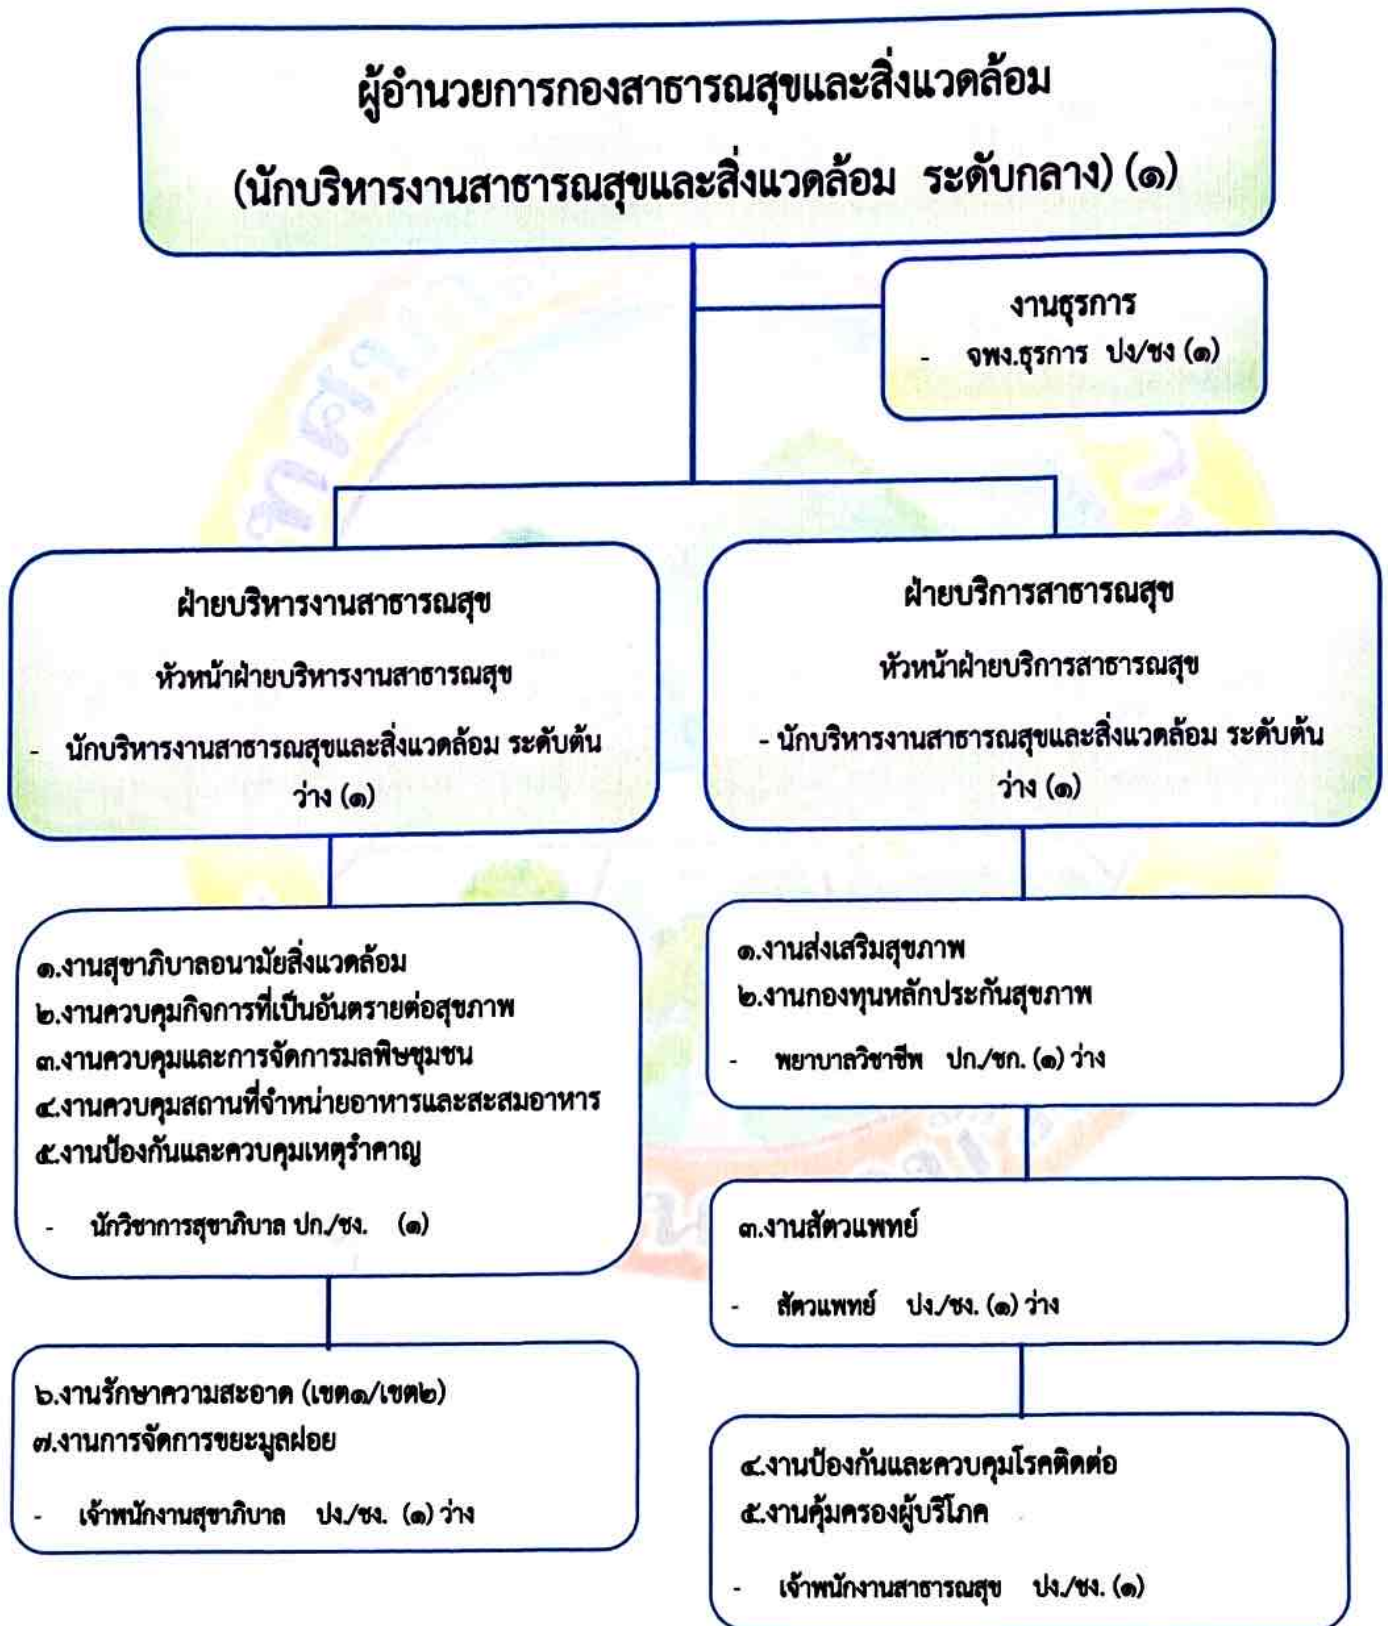 ผู้อำนวยการกองสาธารณสุขและสิ่งแวดล้อม
(นักบริหารงานสาธารณสุขและสิ่งแวดล้อม ระดับกลาง) (๑)
งานธุรการ
- จพง.ธุรการ ปง/ชง (๑)
ฝ่ายบริหารงานสาธารณสุข
หัวหน้าฝ่ายบริหารงานสาธารณสุข
- นักบริหารงานสาธารณสุขและสิ่งแวดล้อม ระดับต้น
ว่าง (๑)
ฝ่ายบริการสาธารณสุข
หัวหน้าฝ่ายบริการสาธารณสุข
- นักบริหารงานสาธารณสุขและสิ่งแวดล้อม ระดับต้น
ว่าง (๑)
๑.งานสุขาภิบาลอนามัยสิ่งแวดล้อม
๒.งานควบคุมกิจการที่เป็นอันตรายต่อสุขภาพ
๓.งานควบคุมและการจัดการมลพิษชุมชน
๔.งานควบคุมสถานที่จำหน่ายอาหารและสะสมอาหาร
๕.งานป้องกันและควบคุมเหตุรำคาญ
- นักวิชาการสุขาภิบาล ปก./ชง. (๑)
๖.งานรักษาความสะอาด (เขต๑/เขต๒)
๗.งานการจัดการขยะมูลฝอย
- เจ้าพนักงานสุขาภิบาล ปง./ชง. (๑) ว่าง
๑.งานส่งเสริมสุขภาพ
๒.งานกองทุนหลักประกันสุขภาพ
- พยาบาลวิชาชีพ ปก./ชก. (๑) ว่าง
๓.งานสัตวแพทย์
- สัตวแพทย์ ปง./ชง. (๑) ว่าง
๔.งานป้องกันและควบคุมโรคติดต่อ
๕.งานคุ้มครองผู้บริโภค
- เจ้าพนักงานสาธารณสุข ปง./ชง. (๑)